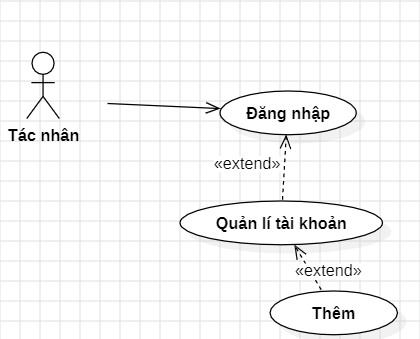 Đăng nhập
Tác nhân
«extend»
Quản lí tài khoản
«extend»
Thêm